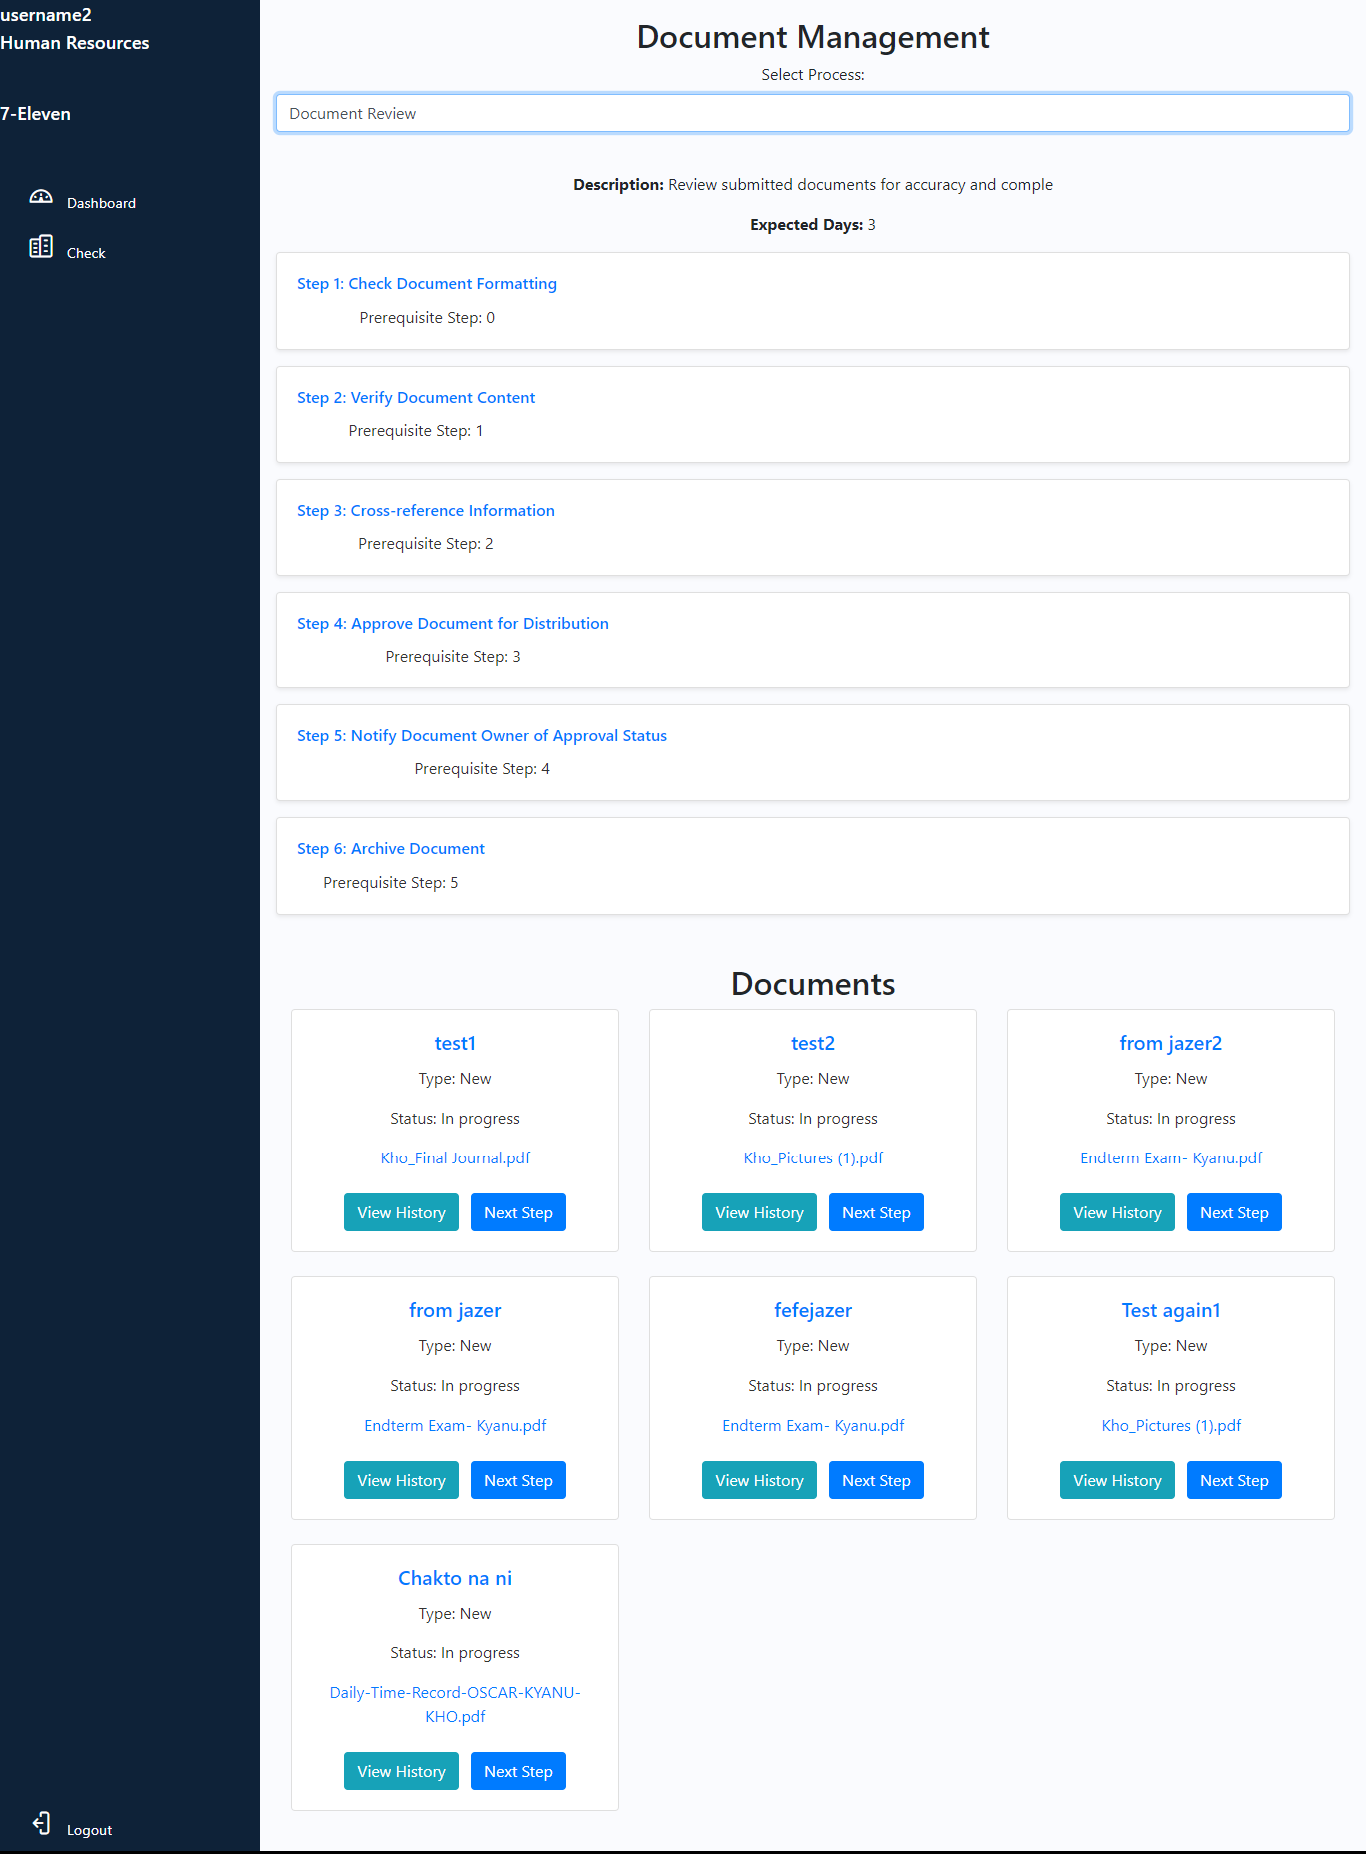 username2
Human Resources
7-Eleven
Dashboard
Check
Logout
Document Management
Select Process:
Document Review
Description: Review submitted documents for accuracy and comple
Expected Days: 3
Step 1: Check Document Formatting
Prerequisite Step: 0
Step 2: Verify Document Content
Prerequisite Step: 1
Step 3: Cross-reference Information
Prerequisite Step: 2
Step 4: Approve Document for Distribution
Prerequisite Step: 3
Step 5: Notify Document Owner of Approval Status
Prerequisite Step: 4
Step 6: Archive Document
Prerequisite Step: 5
Documents
test1
Type: New
Status: In progress
Kho_Final Journal.pdf
View History Next Step
test2
Type: New
Status: In progress
Kho_Pictures (1).pdf
View History Next Step
from jazer2
Type: New
Status: In progress
Endterm Exam- Kyanu.pdf
View History Next Step
from jazer
Type: New
Status: In progress
Endterm Exam- Kyanu.pdf
View History Next Step
fefejazer
Type: New
Status: In progress
Endterm Exam- Kyanu.pdf
View History Next Step
Test again1
Type: New
Status: In progress
Kho_Pictures (1).pdf
View History Next Step
Chakto na ni
Type: New
Status: In progress
Daily-Time-Record-OSCAR-KYANU-
KHO.pdf
View History Next Step